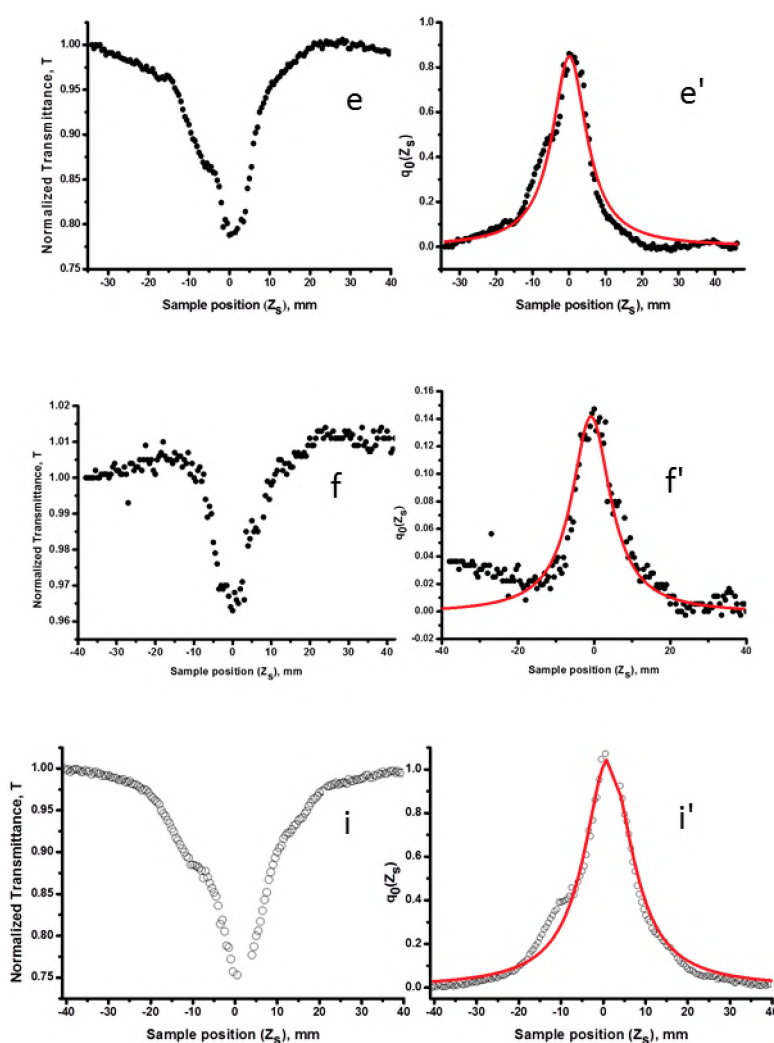 Normalized Transmittance, T
1.00
0.95
0.90
0.85
0.80
0.75
-30 -20 -10 0 10 20 30 40
Sample position (Zs), mm
e
q0(Zs)
1.0
0.8
0.6
0.4
0.2
0.0
-30 -20 -10 0 10 20 30 40
Sample position (Zs), mm
e'
Normalized Transmittance, T
1.02
1.01
1.00
0.99
0.98
0.97
0.96
-40 -30 -20 -10 0 10 20 30 40
Sample position (Zs), mm
f
q0(Zs)
0.16
0.14
0.12
0.10
0.08
0.06
0.04
0.02
0.00
-0.02
-40 -20 0 20 40
Sample position (Zs), mm
f'
Normalized Transmittance, T
1.00
0.95
0.90
0.85
0.80
0.75
-40 -30 -20 -10 0 10 20 30 40
Sample position (Zs), mm
i
q0(Zs)
1.0
0.8
0.6
0.4
0.2
0.0
-40 -30 -20 -10 0 10 20 30 40
Sample position (Zs), mm
i'